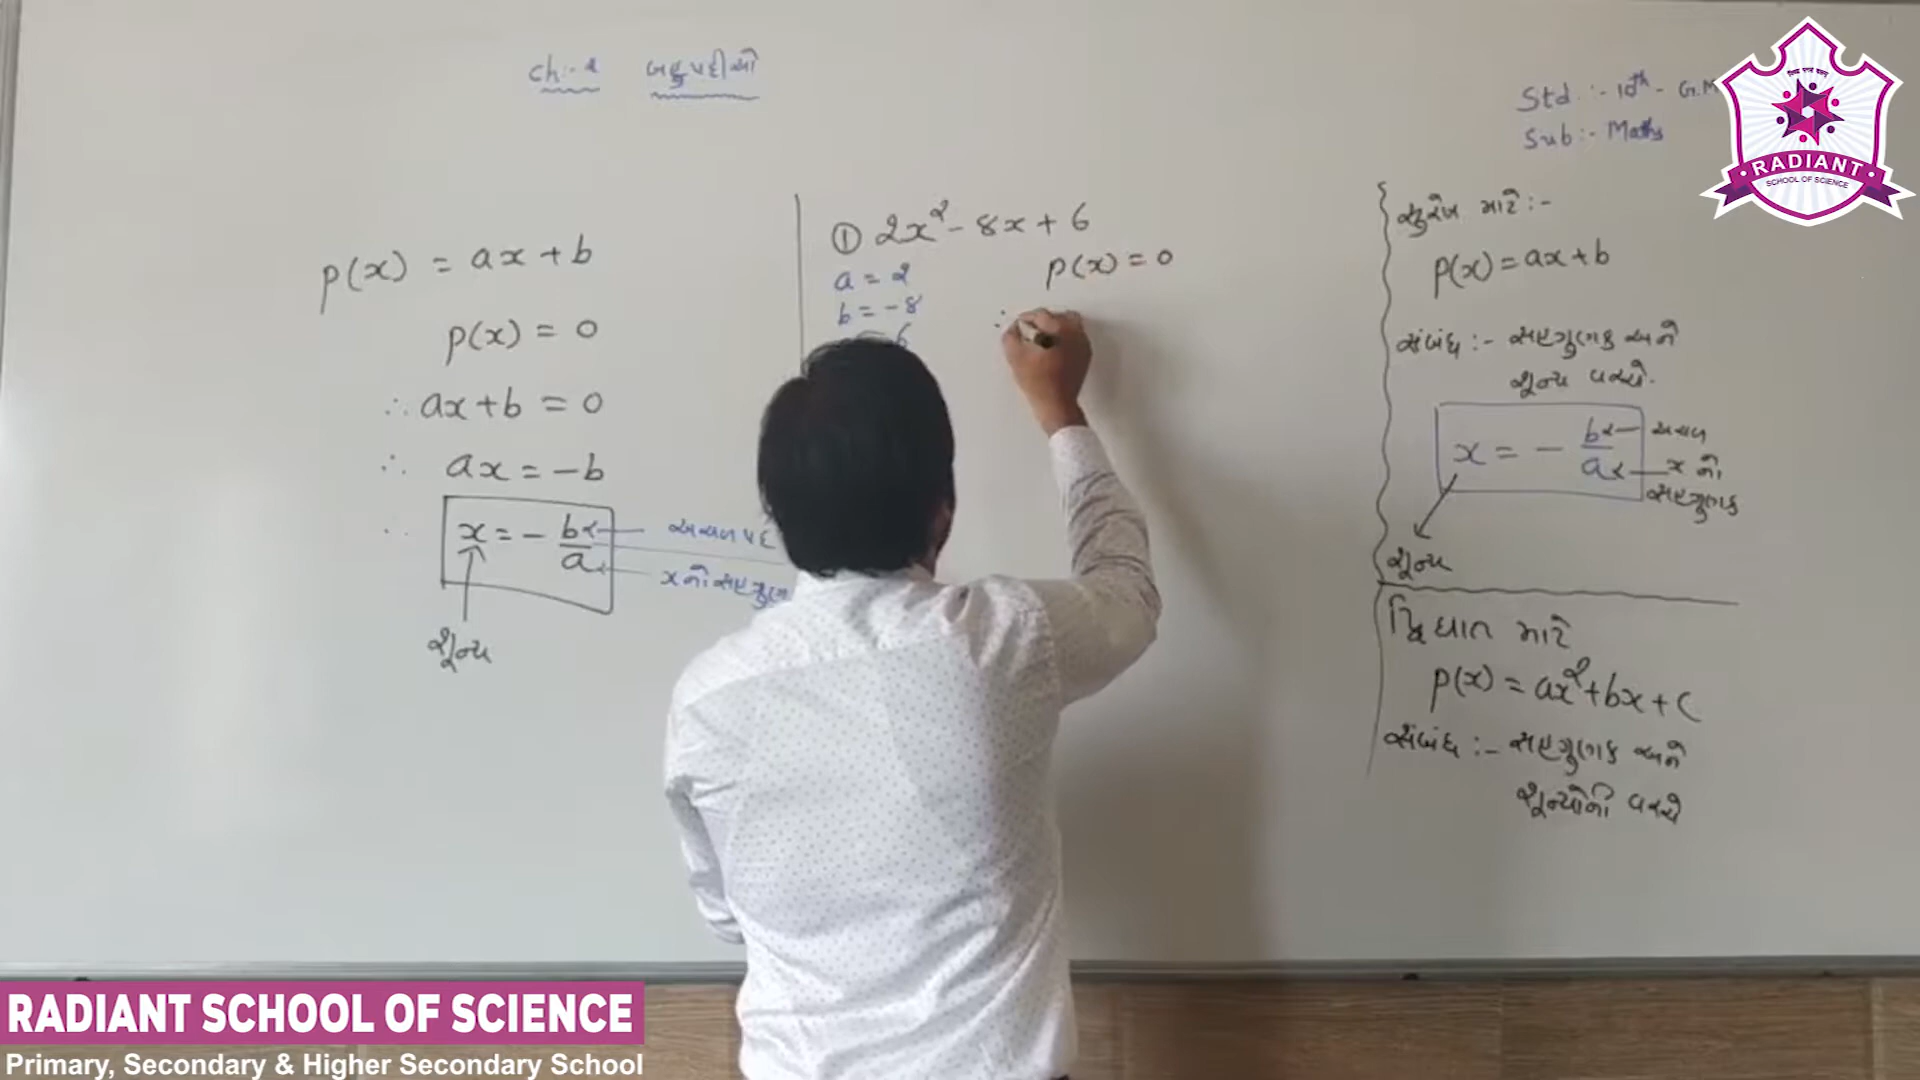 Ch:- ૨ બહુપદીઓ
Std :- 10th - G.M
Sub :- Maths
RADIANT
SCHOOL OF SCIENCE
p(x) = ax + b
p(x) = 0
∴ ax + b = 0
∴ ax = -b
∴ x = - b/a
અચળ પદ
x નો સહગુણ
શૂન્ય
① 2x² - 8x + 6
a = 2
b = -8
6
p(x) = 0
∴
સુરેખ માટે :-
p(x) = ax + b
સંબંધ :- સહગુણક અને
શૂન્ય વચ્ચે.
x = - b/a
અચળ
x નો
સહગુણક
શૂન્ય
દ્વિઘાત માટે
p(x) = ax² + bx + c
સંબંધ :- સહગુણક અને
શૂન્યોની વચ્ચે
RADIANT SCHOOL OF SCIENCE
Primary, Secondary & Higher Secondary School